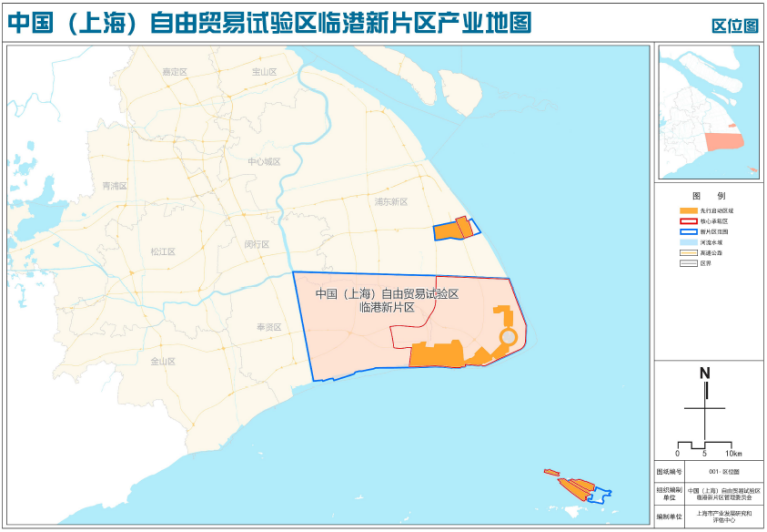 中国（上海）自由贸易试验区临港新片区产业地图
区位图
嘉定区
宝山区
中心城区
青浦区
浦东新区
松江区
闵行区
中国（上海）自由贸易试验区
临港新片区
奉贤区
金山区
图 例
先行启动区域
核心承载区
新片区范围
河流水域
高速公路
区界
N
0 5 10km
图纸编号
001-区位图
组织编制
单位
中国（上海）自由贸易试验区
临港新片区管理委员会
编制单位
上海市产业发展研究和
评估中心